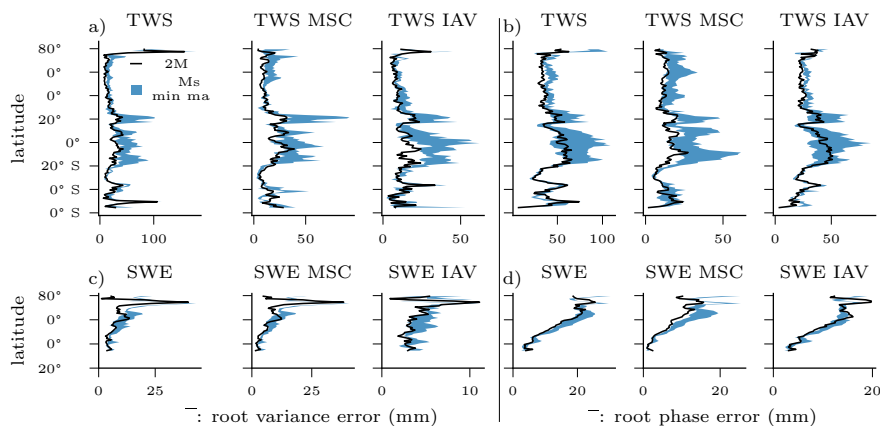 TWS TWS MSC TWS IAV TWS TWS MSC TWS IAV
a) b)
80°
2M
0°
Ms
min ma
0°
20°
latitude
0°
20° S
0° S
0° S
0 100 0 50 0 50 50 100 0 50 0 50
SWE SWE MSC SWE IAV SWE SWE MSC SWE IAV
c) d)
80°
0°
latitude
0°
20°
0 25 0 25 0 10 0 20 0 20 0 20
‾: root variance error (mm) ‾: root phase error (mm)